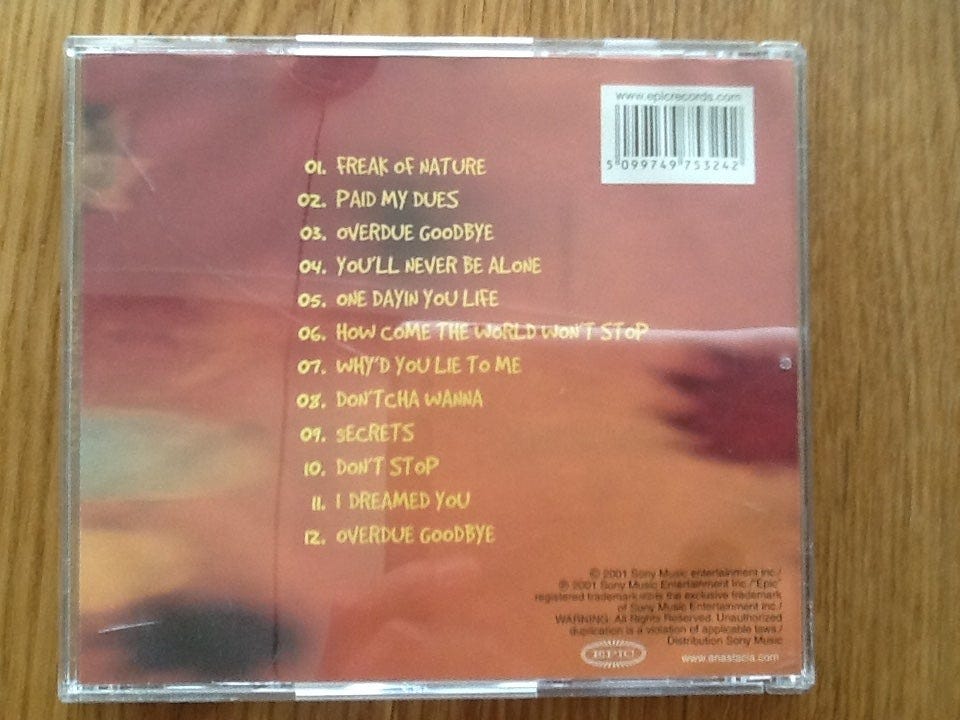 www.epicrecords.com
5 099749 753242
01. FREAK OF NATURE
02. PAID MY DUES
03. OVERDUE GOODBYE
04. YOU'LL NEVER BE ALONE
05. ONE DAYIN YOU LIFE
06. HOW COME THE WORLD WON'T STOP
07. WHY'D YOU LIE TO ME
08. DON'TCHA WANNA
09. SECRETS
10. DON'T STOP
11. I DREAMED YOU
12. OVERDUE GOODBYE
© 2001 Sony Music entertainment inc./
℗ 2001 Sony Music Entertainment Inc./"Epic"
registered trademark the exclusive trademark
of Sony Music Entertainment inc./
WARNING: All Rights Reserved. Unauthorized
duplication is a violation of applicable laws./
Distribution Sony Music
EPIC
www.anastacia.com